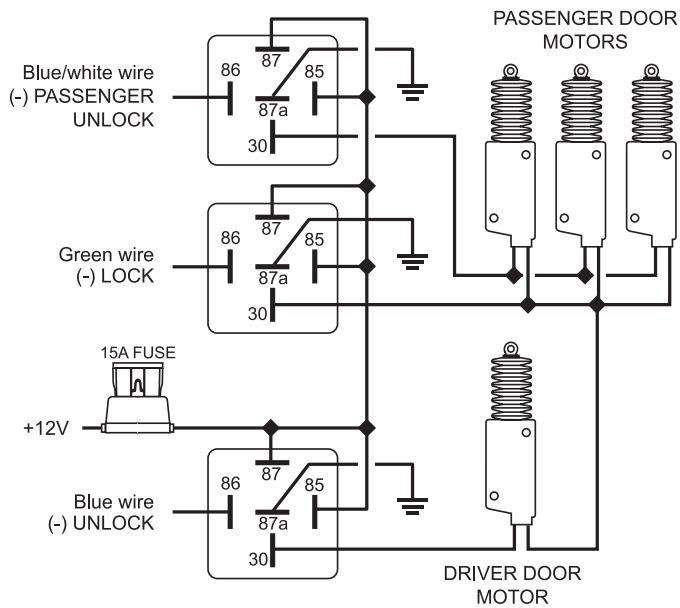 PASSENGER DOOR
MOTORS
Blue/white wire
(-) PASSENGER
UNLOCK
86
87
85
87a
30
Green wire
(-) LOCK
86
87
85
87a
30
15A FUSE
+12V
Blue wire
(-) UNLOCK
86
87
85
87a
30
DRIVER DOOR
MOTOR